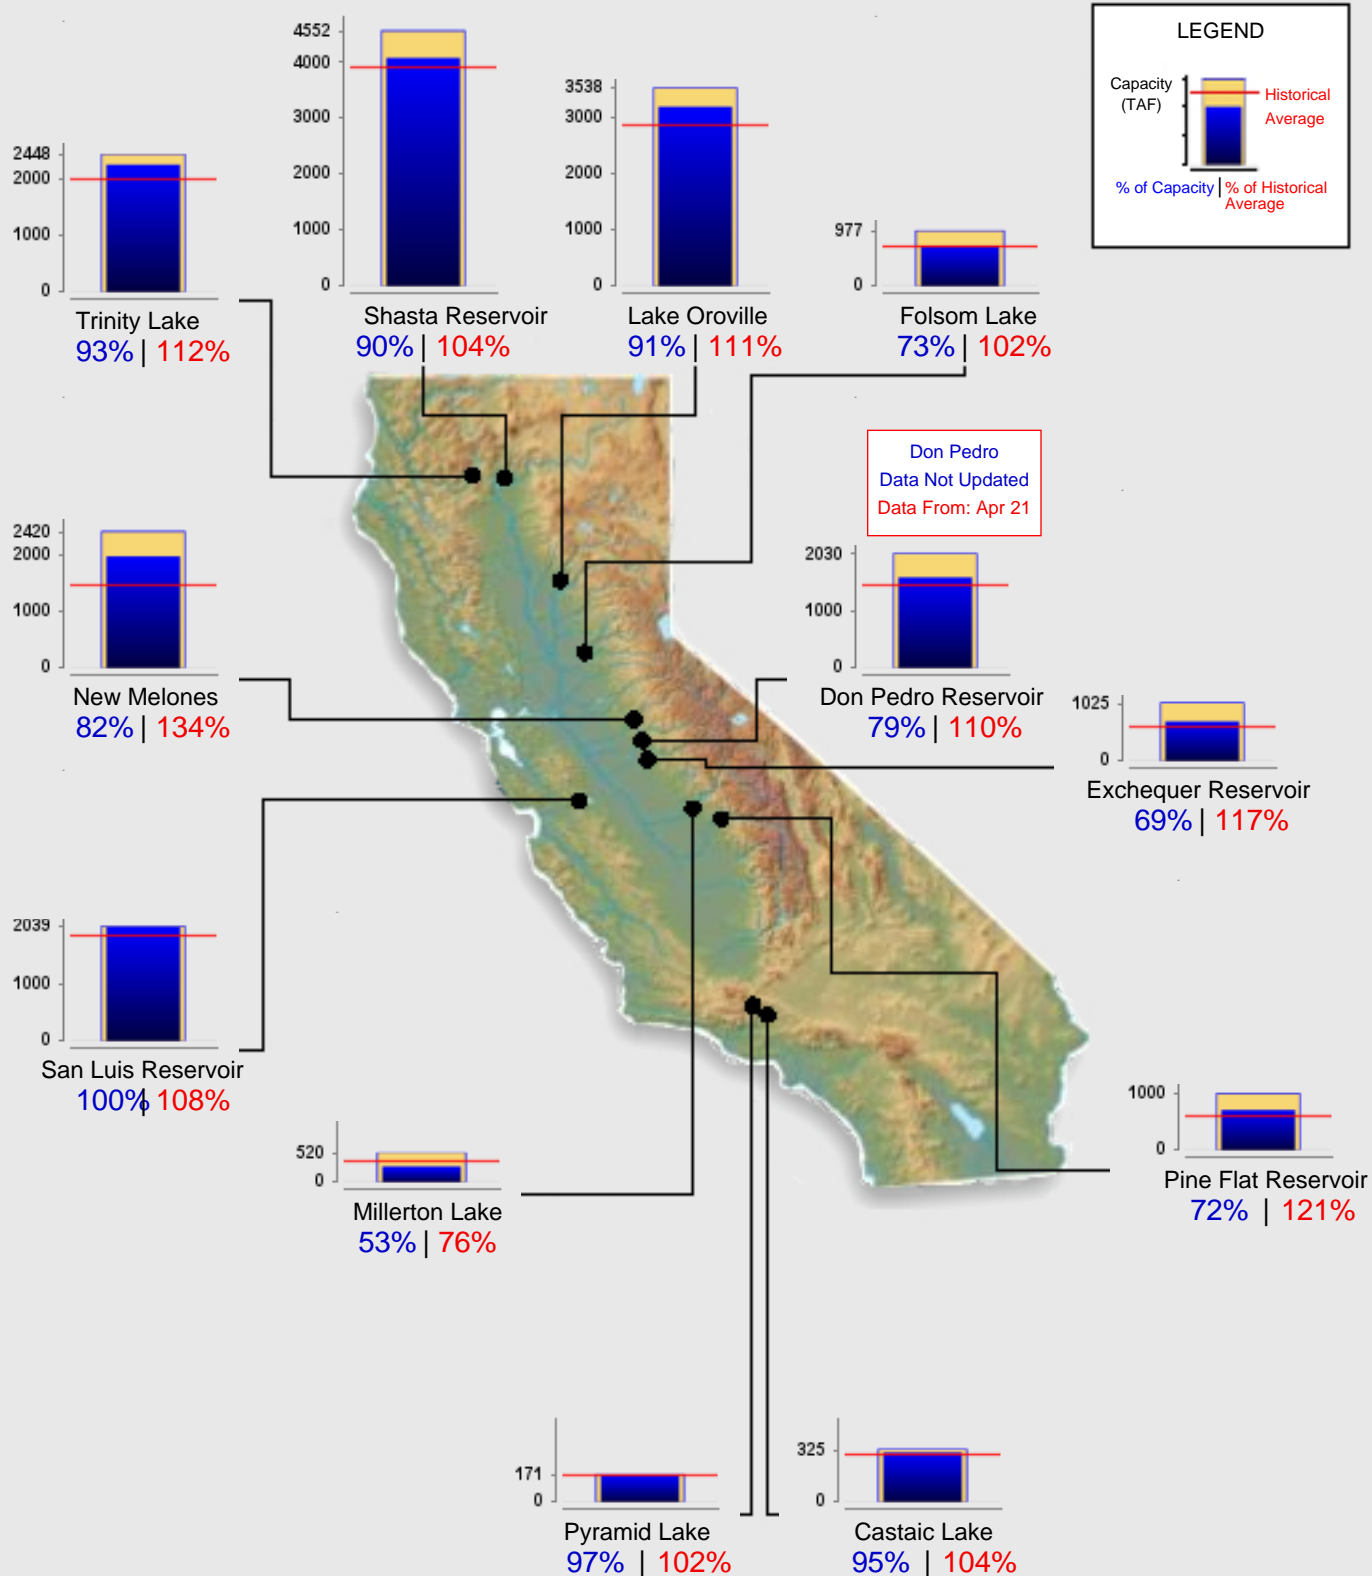 LEGEND
Capacity
(TAF)
Historical
Average
% of Capacity | % of Historical
Average
4552
4000
3000
2000
1000
0
Shasta Reservoir
90% | 104%
3538
3000
2000
1000
0
Lake Oroville
91% | 111%
2448
2000
1000
0
Trinity Lake
93% | 112%
977
0
Folsom Lake
73% | 102%
Don Pedro
Data Not Updated
Data From: Apr 21
2420
2000
1000
0
New Melones
82% | 134%
2030
1000
0
Don Pedro Reservoir
79% | 110%
1025
0
Exchequer Reservoir
69% | 117%
2039
1000
0
San Luis Reservoir
100% | 108%
520
0
Millerton Lake
53% | 76%
1000
0
Pine Flat Reservoir
72% | 121%
171
0
Pyramid Lake
97% | 102%
325
0
Castaic Lake
95% | 104%